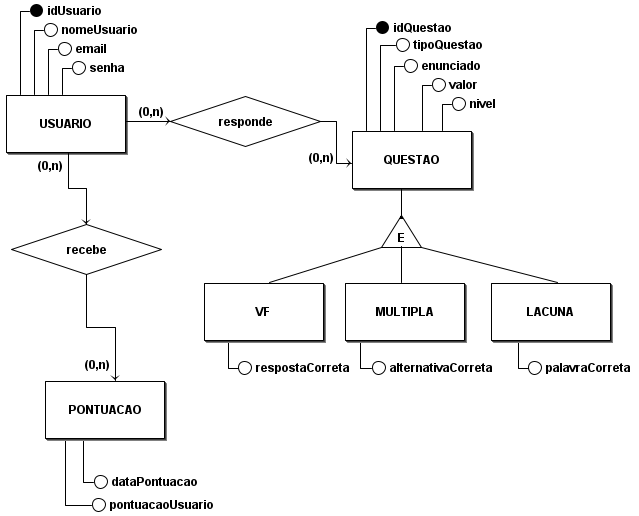 idUsuario
nomeUsuario
email
senha
idQuestao
tipoQuestao
enunciado
valor
nivel
USUARIO
(0,n)
responde
(0,n)
QUESTAO
(0,n)
recebe
E
VF
MULTIPLA
LACUNA
respostaCorreta
alternativaCorreta
palavraCorreta
(0,n)
PONTUACAO
dataPontuacao
pontuacaoUsuario